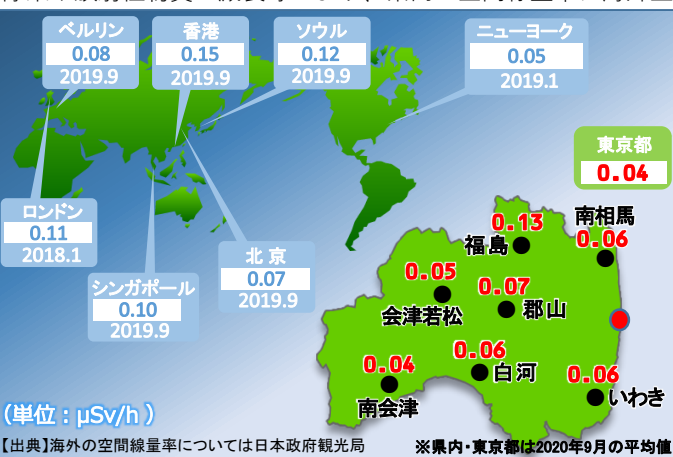 ベルリン
0.08
2019.9
香港
0.15
2019.9
ソウル
0.12
2019.9
ニューヨーク
0.05
2019.1
東京都
0.04
ロンドン
0.11
2018.1
シンガポール
0.10
2019.9
北京
0.07
2019.9
0.13
福島
南相馬
0.06
0.05
会津若松
0.07
郡山
0.04
南会津
0.06
白河
0.06
いわき
(単位：μSv/h )
【出典】海外の空間線量率については日本政府観光局
※県内・東京都は2020年9月の平均値